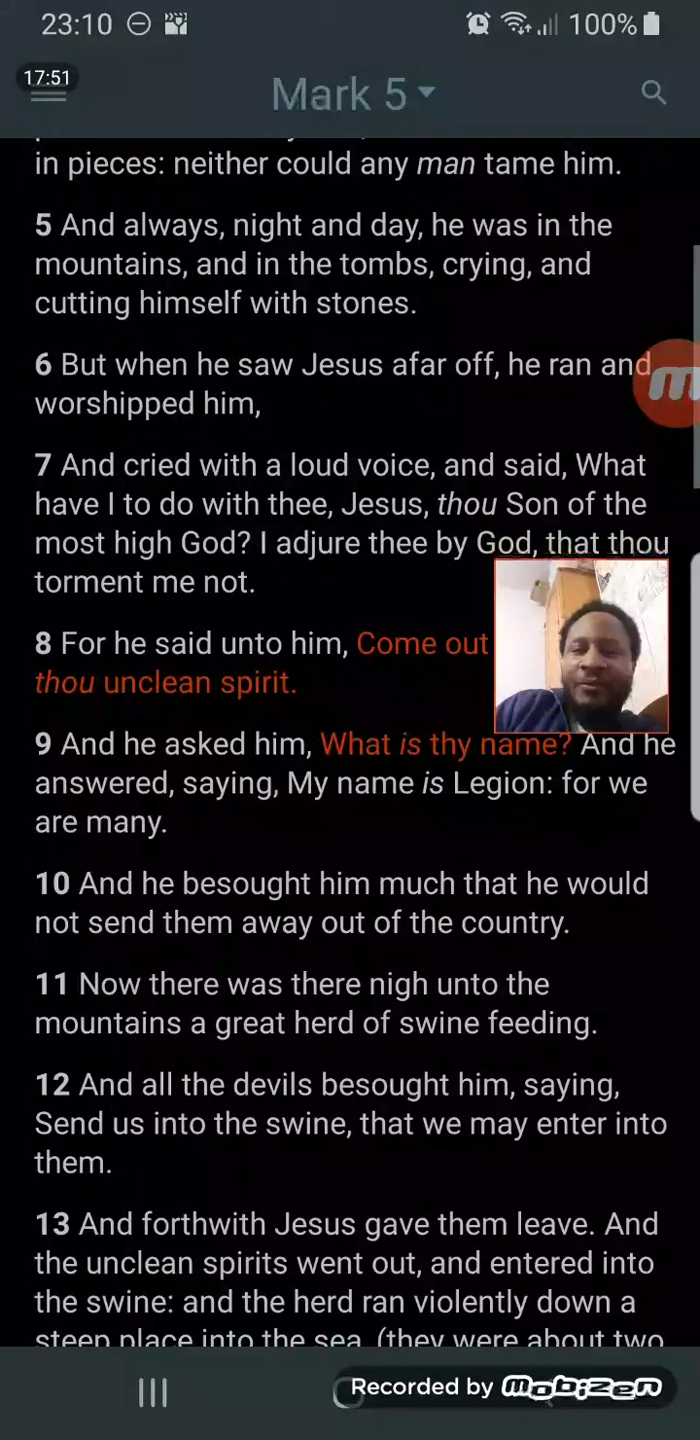 23:10
100%
17:51
Mark 5
in pieces: neither could any man tame him.
5 And always, night and day, he was in the
mountains, and in the tombs, crying, and
cutting himself with stones.
6 But when he saw Jesus afar off, he ran and
worshipped him,
7 And cried with a loud voice, and said, What
have I to do with thee, Jesus, thou Son of the
most high God? I adjure thee by God, that thou
torment me not.
8 For he said unto him, Come out
thou unclean spirit.
9 And he asked him, What is thy name? And he
answered, saying, My name is Legion: for we
are many.
10 And he besought him much that he would
not send them away out of the country.
11 Now there was there nigh unto the
mountains a great herd of swine feeding.
12 And all the devils besought him, saying,
Send us into the swine, that we may enter into
them.
13 And forthwith Jesus gave them leave. And
the unclean spirits went out, and entered into
the swine: and the herd ran violently down a
steep place into the sea, (they were about two
Recorded by mobizen